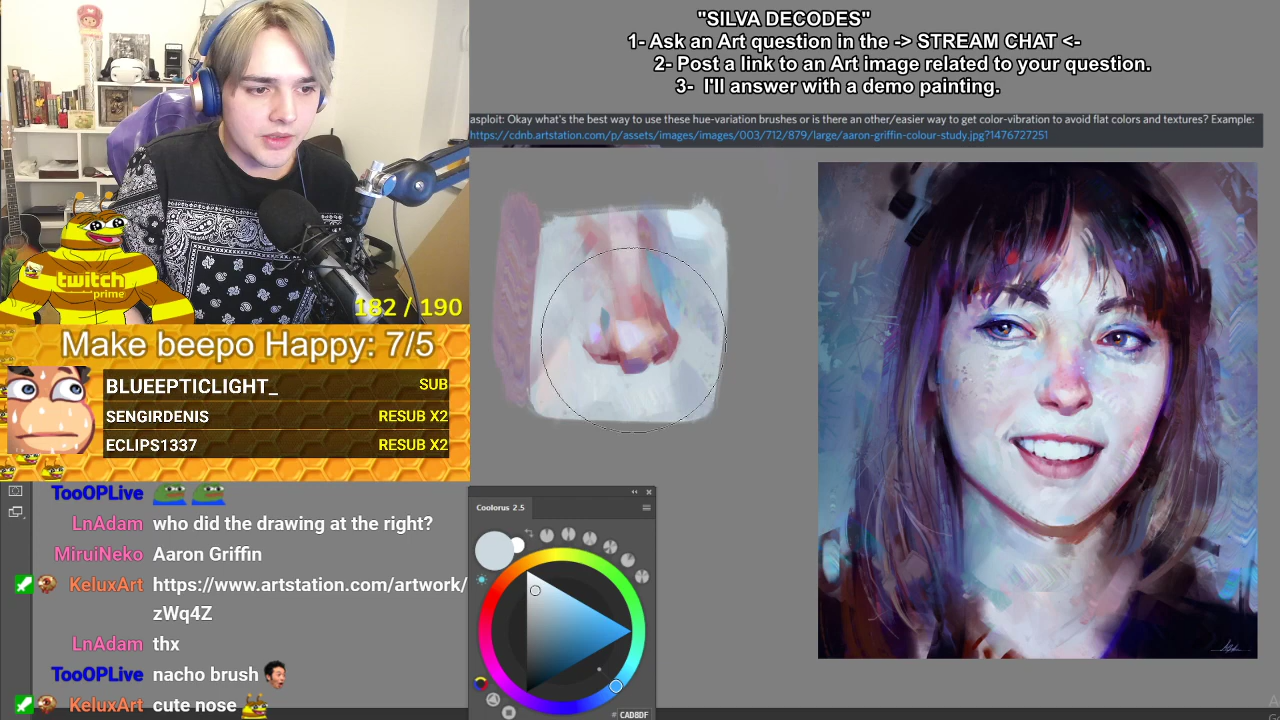 "SILVA DECODES"
1- Ask an Art question in the -> STREAM CHAT <-
2- Post a link to an Art image related to your question.
3- I'll answer with a demo painting.
asploit: Okay what's the best way to use these hue-variation brushes or is there an other/easier way to get color-vibration to avoid flat colors and textures? Example:
https://cdnb.artstation.com/p/assets/images/images/003/712/879/large/aaron-griffin-colour-study.jpg?1476727251
twitch
prime
182 / 190
Make beepo Happy: 7/5
BLUEEPTICLIGHT_ SUB
SENGIRDENIS RESUB X2
ECLIPS1337 RESUB X2
TooOPLive
LnAdam who did the drawing at the right?
MiruiNeko Aaron Griffin
KeluxArt https://www.artstation.com/artwork/
zWq4Z
LnAdam thx
TooOPLive nacho brush
KeluxArt cute nose
Coolorus 2.5
# CAD8DF